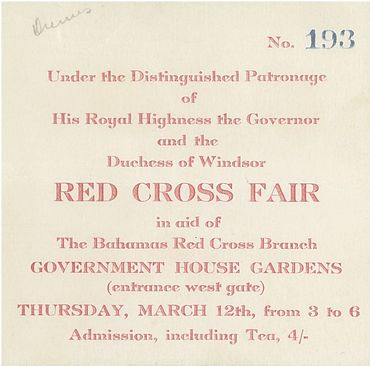 No. 193
Under the Distinguished Patronage
of
His Royal Highness the Governor
and the
Duchess of Windsor
RED CROSS FAIR
in aid of
The Bahamas Red Cross Branch
GOVERNMENT HOUSE GARDENS
(entrance west gate)
THURSDAY, MARCH 12th, from 3 to 6
Admission, including Tea, 4/-